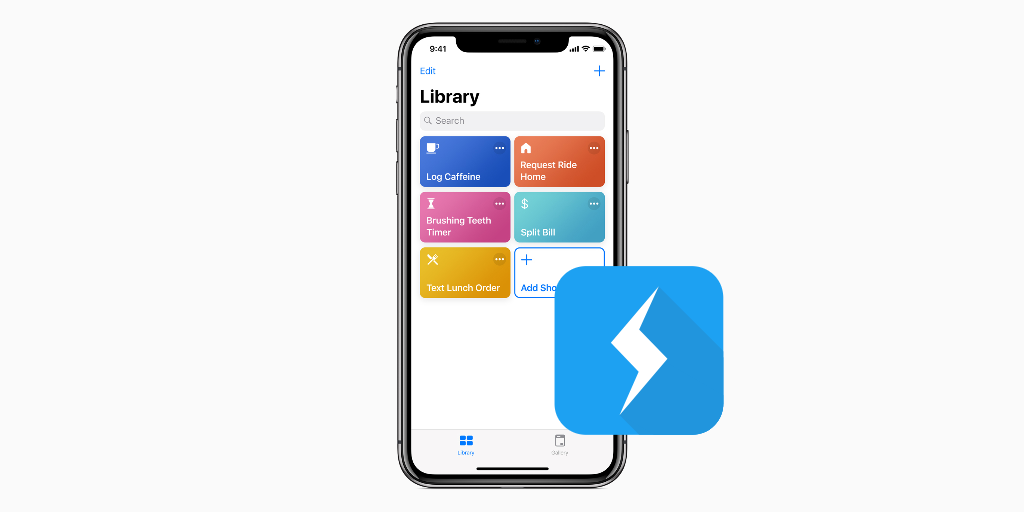 9:41
Edit
Library
Search
Log Caffeine
Request Ride
Home
Brushing Teeth
Timer
$
Split Bill
Text Lunch Order
Add Sho
Library
Gallery